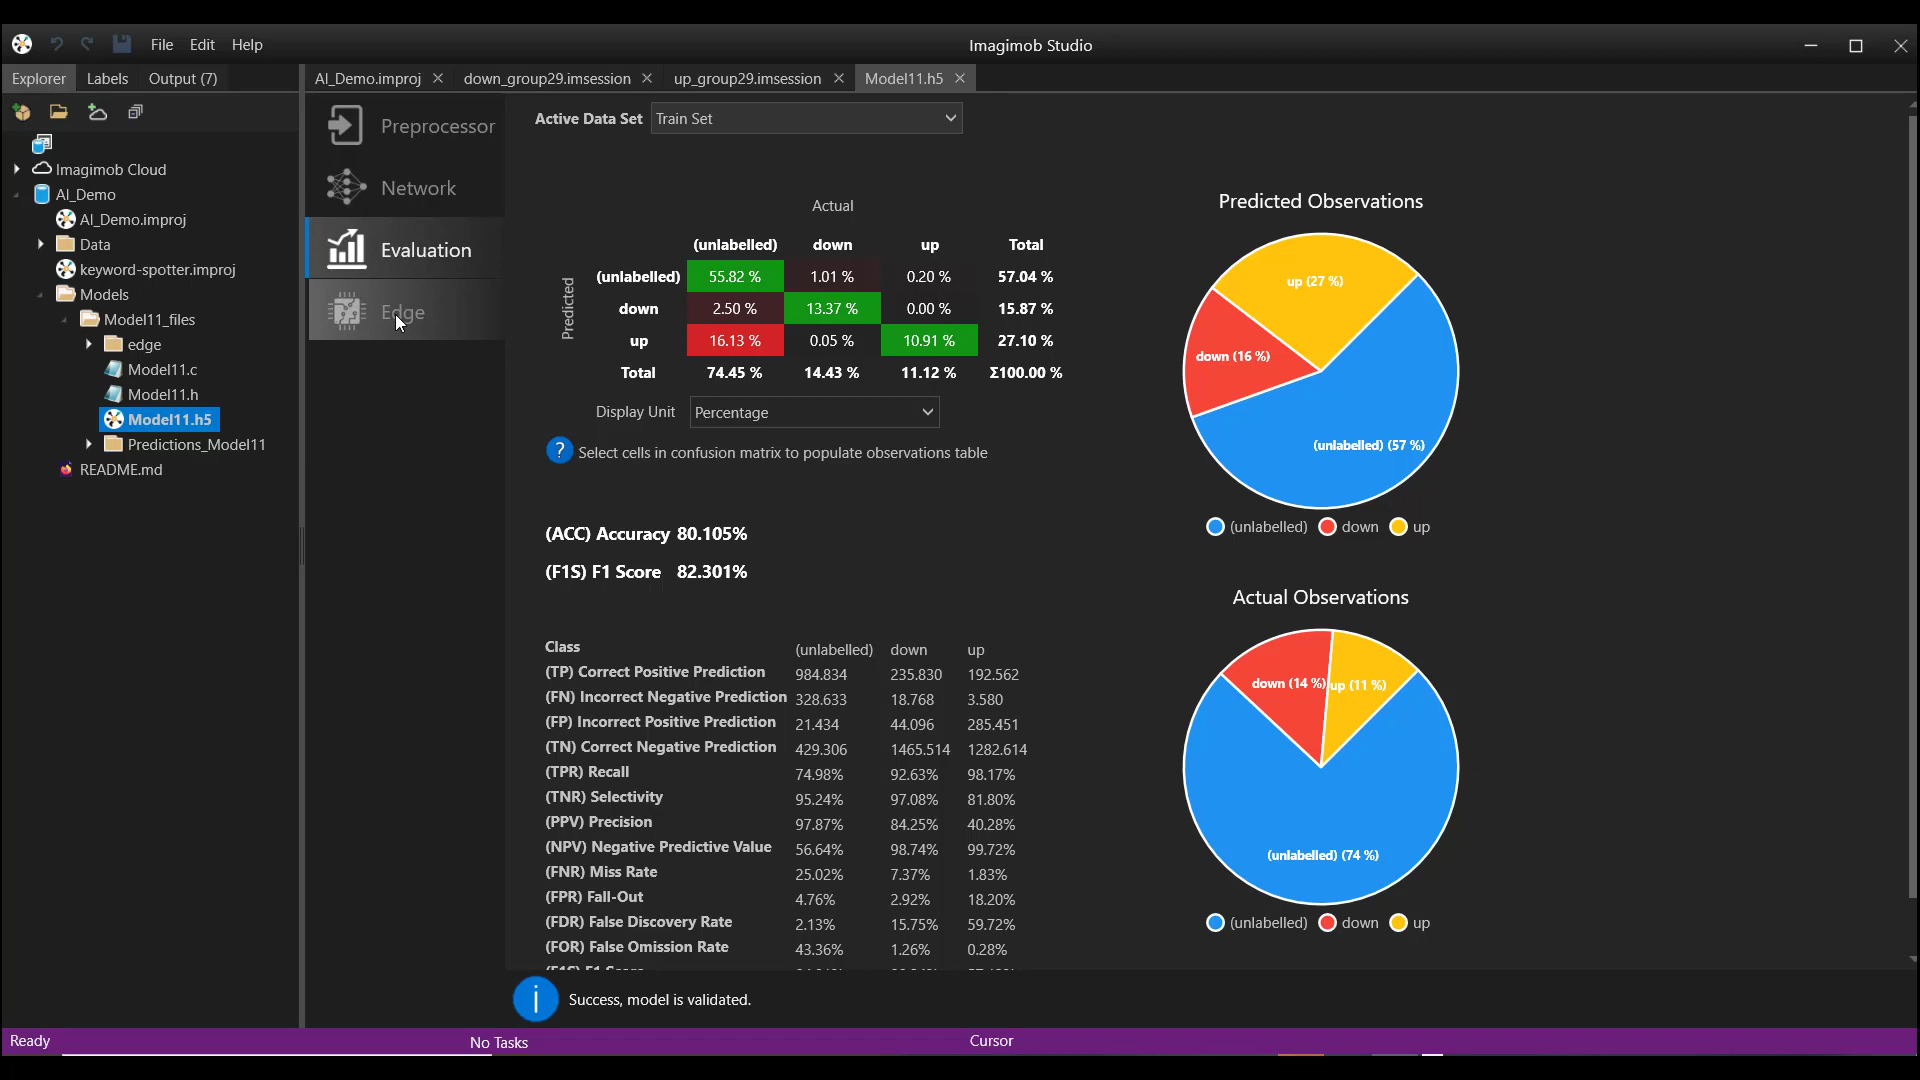 File Edit Help
Imagimob Studio
Explorer Labels Output (7)
AI_Demo.improj down_group29.imsession up_group29.imsession Model11.h5
Imagimob Cloud
AI_Demo
AI_Demo.improj
Data
keyword-spotter.improj
Models
Model11_files
edge
Model11.c
Model11.h
Model11.h5
Predictions_Model11
README.md
Preprocessor
Network
Evaluation
Edge
Active Data Set Train Set
Actual
Predicted
(unlabelled) down up Total
(unlabelled) 55.82 % 1.01 % 0.20 % 57.04 %
down 2.50 % 13.37 % 0.00 % 15.87 %
up 16.13 % 0.05 % 10.91 % 27.10 %
Total 74.45 % 14.43 % 11.12 % Σ100.00 %
Display Unit Percentage
? Select cells in confusion matrix to populate observations table
(ACC) Accuracy 80.105%
(F1S) F1 Score 82.301%
Class (unlabelled) down up
(TP) Correct Positive Prediction 984.834 235.830 192.562
(FN) Incorrect Negative Prediction 328.633 18.768 3.580
(FP) Incorrect Positive Prediction 21.434 44.096 285.451
(TN) Correct Negative Prediction 429.306 1465.514 1282.614
(TPR) Recall 74.98% 92.63% 98.17%
(TNR) Selectivity 95.24% 97.08% 81.80%
(PPV) Precision 97.87% 84.25% 40.28%
(NPV) Negative Predictive Value 56.64% 98.74% 99.72%
(FNR) Miss Rate 25.02% 7.37% 1.83%
(FPR) Fall-Out 4.76% 2.92% 18.20%
(FDR) False Discovery Rate 2.13% 15.75% 59.72%
(FOR) False Omission Rate 43.36% 1.26% 0.28%
(F1S) F1 Score
Predicted Observations
up (27 %)
down (16 %)
(unlabelled) (57 %)
(unlabelled) down up
Actual Observations
down (14 %) up (11 %)
(unlabelled) (74 %)
(unlabelled) down up
i Success, model is validated.
Ready No Tasks Cursor